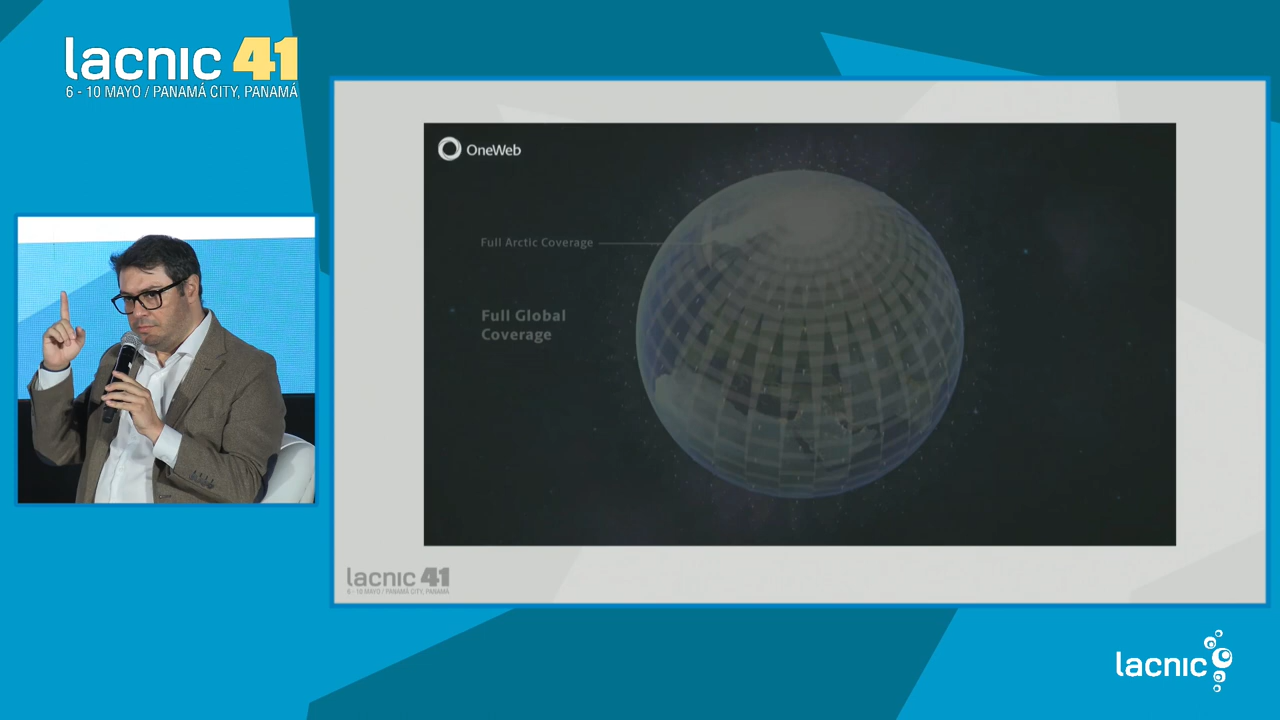 lacnic 41
6 - 10 MAYO / PANAMÁ CITY, PANAMÁ
OneWeb
Full Arctic Coverage
Full Global
Coverage
lacnic 41
6 - 10 MAYO / PANAMÁ CITY, PANAMÁ
lacnic